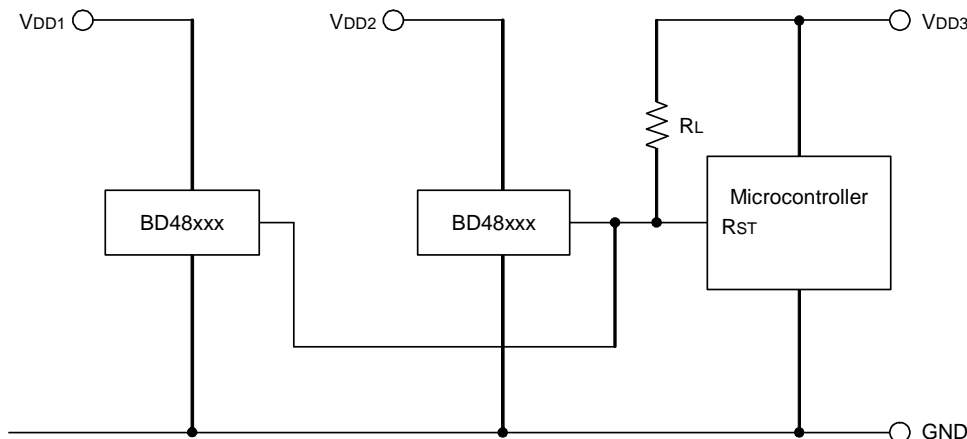 VDD1
VDD2
VDD3
RL
BD48xxx
BD48xxx
Microcontroller
RST
GND